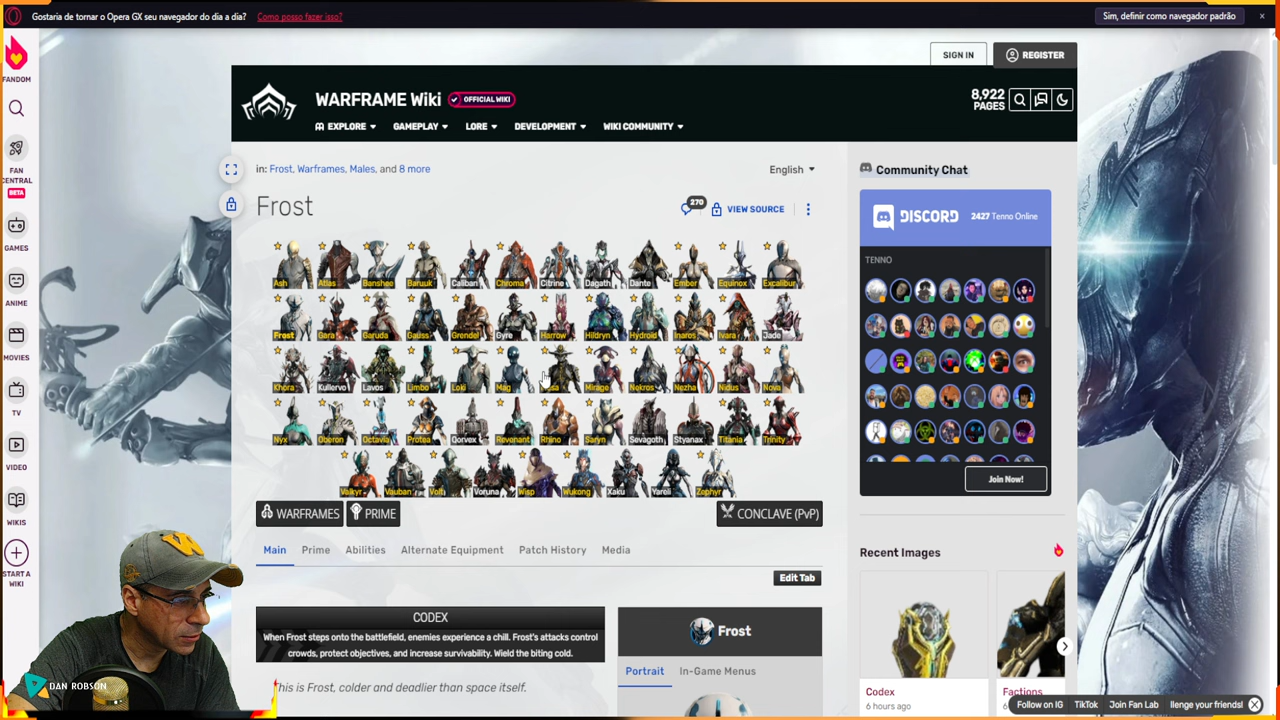 Gostaria de tornar o Opera GX seu navegador do dia a dia? Como posso fazer isso? Sim, definir como navegador padrão
FANDOM
FAN
CENTRAL
BETA
GAMES
ANIME
MOVIES
TV
VIDEO
WIKIS
START A
WIKI
SIGN IN REGISTER
WARFRAME Wiki OFFICIAL WIKI
8,922
PAGES
EXPLORE GAMEPLAY LORE DEVELOPMENT WIKI COMMUNITY
in: Frost, Warframes, Males, and 8 more English
Frost
270 VIEW SOURCE
Ash Atlas Banshee Baruuk Caliban Chroma Citrine Dagath Dante Ember Equinox Excalibur
Frost Gara Garuda Gauss Grendel Gyre Harrow Hildryn Hydroid Inaros Ivara Jade
Khora Kullervo Lavos Limbo Loki Mag Mirage Nekros Nezha Nidus Nova
Nyx Oberon Octavia Protea Qorvex Revenant Rhino Saryn Sevagoth Styanax Titania Trinity
Valkyr Vauban Volt Voruna Wisp Wukong Xaku Yareli Zephyr
WARFRAMES PRIME CONCLAVE (PvP)
Main Prime Abilities Alternate Equipment Patch History Media
Edit Tab
CODEX
When Frost steps onto the battlefield, enemies experience a chill. Frost's attacks control
crowds, protect objectives, and increase survivability. Wield the biting cold.
his is Frost, colder and deadlier than space itself.
Frost
Portrait In-Game Menus
Community Chat
DISCORD 2427 Tenno Online
TENNO
Join Now!
Recent Images
Codex
6 hours ago
Factions
Follow on IG TikTok Join Fan Lab llenge your friends!
DAN ROBSON